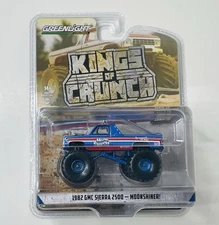 GREENLIGHT
KINGS
OF
CRUNCH
1982 GMC SIERRA 2500 — MOONSHINER!